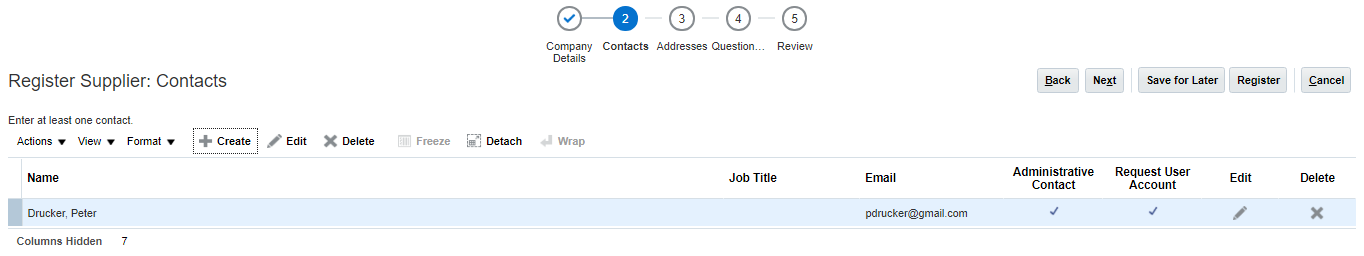 2 3 4 5
Company Details Contacts Addresses Question... Review
Register Supplier: Contacts
Back Next Save for Later Register Cancel
Enter at least one contact.
Actions View Format Create Edit Delete Freeze Detach Wrap
Name Job Title Email Administrative Contact Request User Account Edit Delete
Drucker, Peter pdrucker@gmail.com
Columns Hidden 7